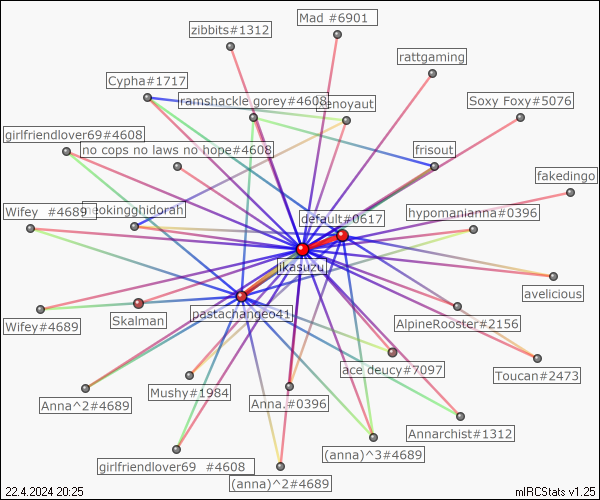 Mad #6901
zibbits#1312
rattgaming
Cypha#1717
ramshackle gorey#4608
enoyaut
Soxy Foxy#5076
girlfriendlover69#4608
no cops no laws no hope#4608
frisout
fakedingo
Wifey #4689
eokingghidorah
default#0617
hypomanianna#0396
ikasuzu
avelicious
pastachangeo41
Skalman
Wifey#4689
AlpineRooster#2156
ace deucy#7097
Toucan#2473
Mushy#1984
Anna^2#4689
Anna.#0396
Annarchist#1312
(anna)^3#4689
girlfriendlover69 #4608
(anna)^2#4689
22.4.2024 20:25
mIRCStats v1.25